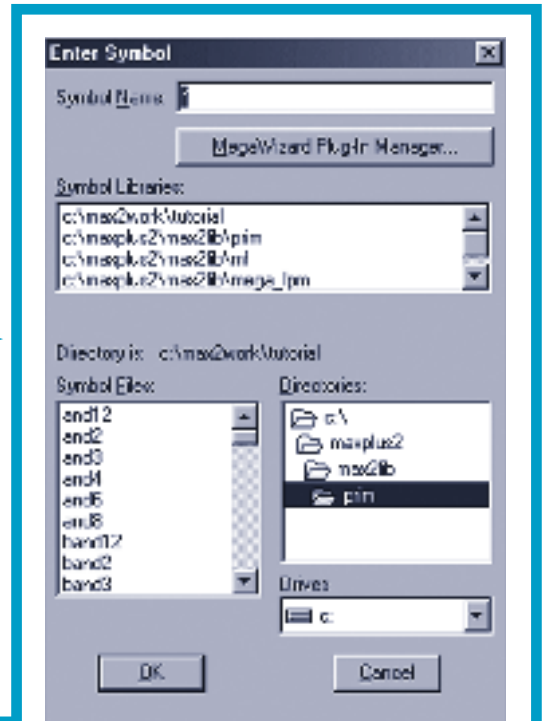 Enter Symbol
Symbol Name:
MegaWizard Plug-In Manager...
Symbol Libraries:
c:\max2work\tutorial
c:\maxplus2\max2lib\prim
c:\maxplus2\max2lib\mf
c:\maxplus2\max2lib\mega_lpm
Directory is: c:\max2work\tutorial
Symbol Files:
and12
and2
and3
and4
and6
and8
band12
band2
band3
Directories:
c:\
maxplus2
max2lib
prim
Drives:
c:
OK
Cancel